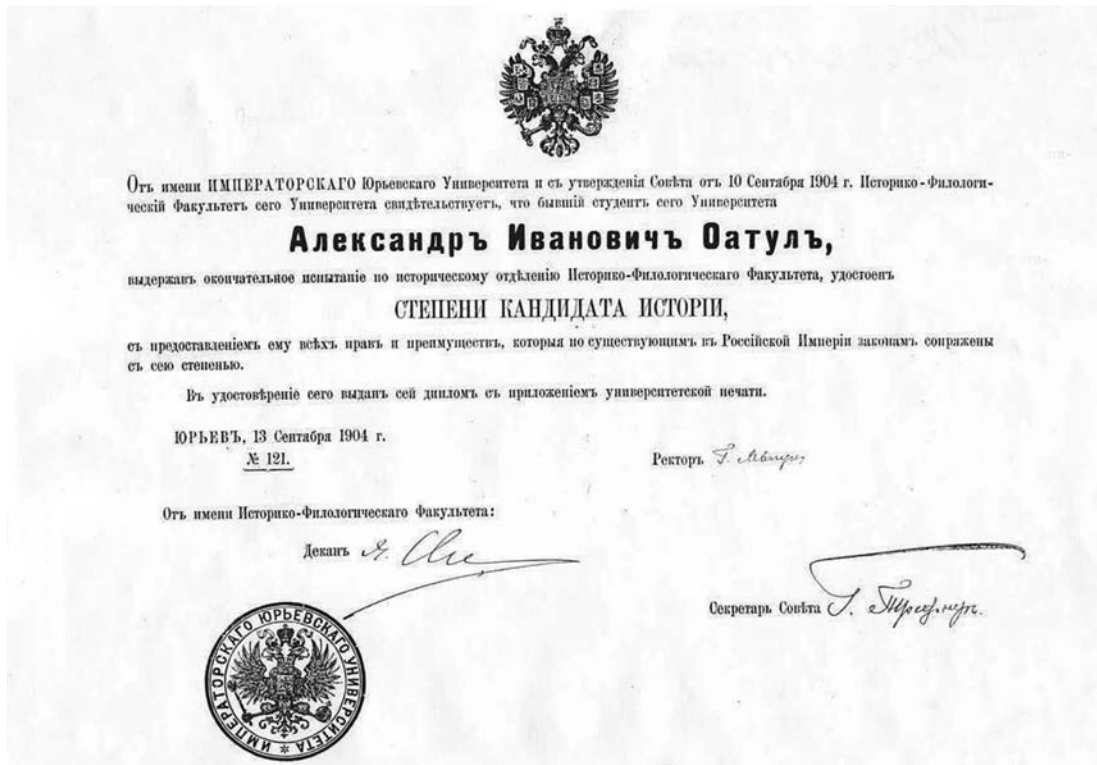 Отъ имени ИМПЕРАТОРСКАГО Юрьевскаго Университета и съ утвержденія Совѣта отъ 10 Сентября 1904 г. Историко-Филологи-
ческій Факультетъ сего Университета свидѣтельствуетъ, что бывшій студентъ сего Университета
Александръ Ивановичъ Оатулъ,
выдержавъ окончательное испытаніе по историческому отдѣленію Историко-Филологическаго Факультета, удостоенъ
СТЕПЕНИ КАНДИДАТА ИСТОРІИ,
съ предоставленіемъ ему всѣхъ правъ и преимуществъ, которыя по существующимъ въ Россійской Имперіи законамъ сопряжены
съ сею степенью.
Въ удостовѣреніе сего выданъ сей дипломъ съ приложеніемъ университетской печати.
ЮРЬЕВЪ, 13 Сентября 1904 г.
№ 121.
Ректоръ Г.
Отъ имени Историко-Филологическаго Факультета:
Деканъ
Секретарь Совѣта Г.
ИМПЕРАТОРСКАГО ЮРЬЕВСКАГО УНИВЕРСИТЕТА